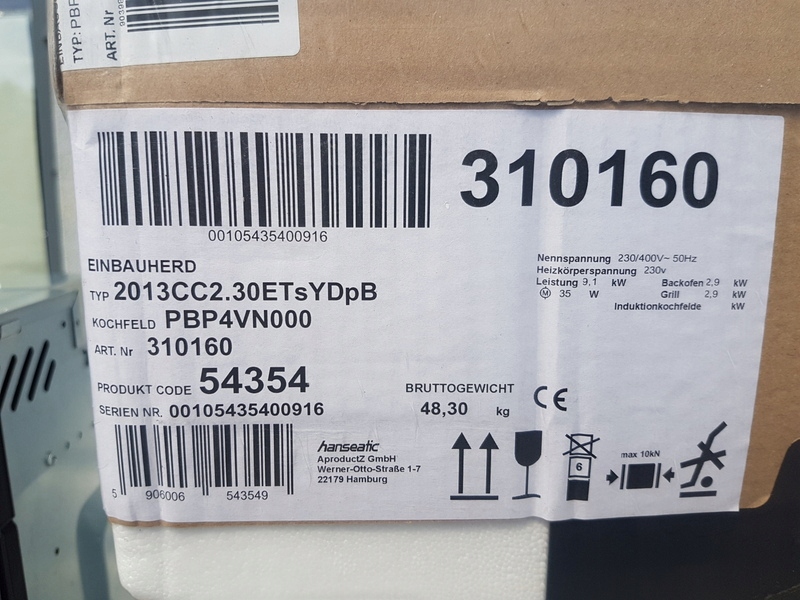 TYP: PBP
ART. Nr
310160
00105435400916
EINBAUHERD
TYP 2013CC2.30ETsYDpB
KOCHFELD PBP4VN000
ART. Nr 310160
PRODUKT CODE 54354
SERIEN NR. 00105435400916
Nennspannung 230/400V~ 50Hz
Heizkörperspannung 230v
Leistung 9,1 kW Backofen 2,9 kW
M 35 W Grill 2,9 kW
Induktionkochfelde kW
BRUTTOGEWICHT
48,30 kg
CE
5 906006 543549
hanseatic
AproductZ GmbH
Werner-Otto-Straße 1-7
22179 Hamburg
6
max 10kN